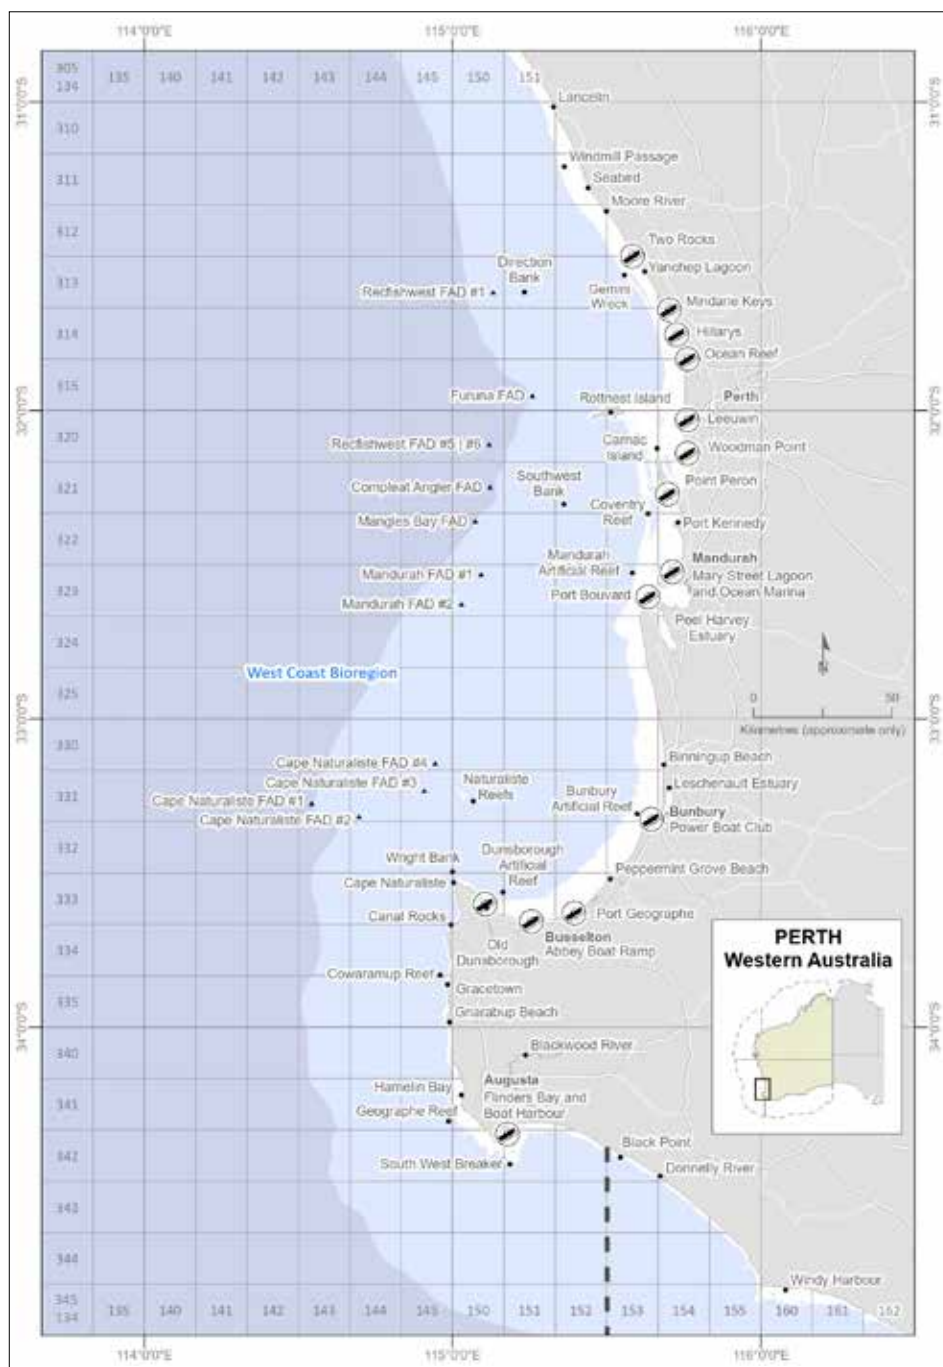 114°0'0"E
115°0'0"E
116°0'0"E
305
134
135
140
141
142
143
144
145
150
151
31°0'0"S
31°0'0"S
Lancelin
310
Windmill Passage
311
Seabird
Moore River
312
Two Rocks
Direction
Bank
Yanchep Lagoon
313
Recfishwest FAD #1
Gemini
Wreck
Mindarie Keys
314
Hillarys
Ocean Reef
315
Furuna FAD
Rottnest Island
Perth
32°0'0"S
32°0'0"S
Leeuwin
320
Recfishwest FAD #5 | #6
Carnac
Island
Woodman Point
321
Compleat Angler FAD
Southwest
Bank
Point Peron
Coventry
Reef
Mangles Bay FAD
Port Kennedy
322
Mandurah
Artificial Reef
Mandurah
Mary Street Lagoon
and Ocean Marina
Mandurah FAD #1
323
Port Bouvard
Mandurah FAD #2
Peel Harvey
Estuary
324
N
West Coast Bioregion
325
0
50
33°0'0"S
33°0'0"S
Kilometres (approximate only)
330
Cape Naturaliste FAD #4
Binningup Beach
Cape Naturaliste FAD #3
Naturaliste
Reefs
Leschenault Estuary
331
Cape Naturaliste FAD #1
Bunbury
Artificial Reef
Cape Naturaliste FAD #2
Bunbury
Power Boat Club
332
Wright Bank
Dunsborough
Artificial
Reef
Peppermint Grove Beach
Cape Naturaliste
333
Canal Rocks
Port Geographe
Old
Dunsborough
Busselton
Abbey Boat Ramp
334
Cowaramup Reef
Gracetown
335
Gnarabup Beach
34°0'0"S
34°0'0"S
PERTH
Western Australia
340
Blackwood River
Augusta
Flinders Bay and
Boat Harbour
Hamelin Bay
341
Geographe Reef
Black Point
342
South West Breaker
Donnelly River
343
344
Windy Harbour
345
134
135
140
141
142
143
144
145
150
151
152
153
154
155
160
161
162
114°0'0"E
115°0'0"E
116°0'0"E